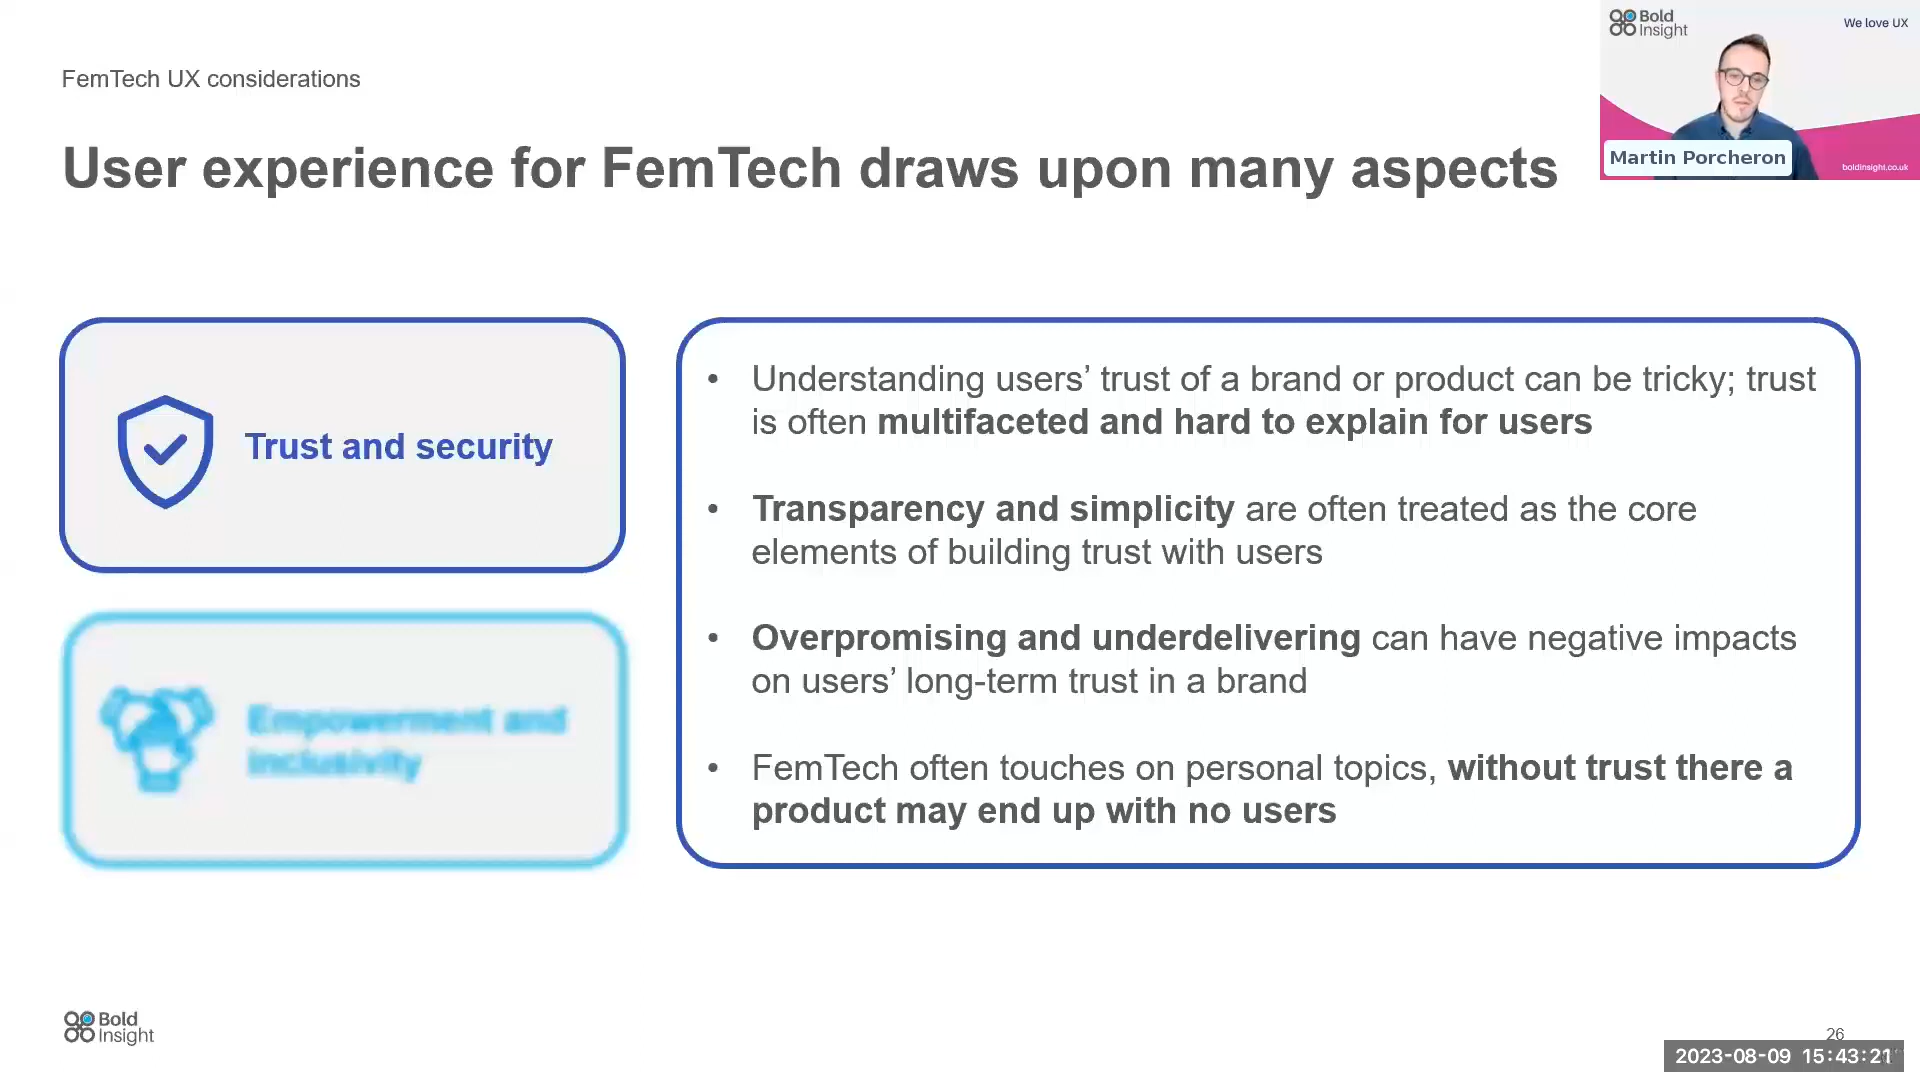 Bold
Insight
We love UX
FemTech UX considerations
User experience for FemTech draws upon many aspects
Martin Porcheron
boldinsight.co.uk
Trust and security
Empowerment and
inclusivity
• Understanding users’ trust of a brand or product can be tricky; trust
is often multifaceted and hard to explain for users
• Transparency and simplicity are often treated as the core
elements of building trust with users
• Overpromising and underdelivering can have negative impacts
on users’ long-term trust in a brand
• FemTech often touches on personal topics, without trust there a
product may end up with no users
Bold
Insight
26
2023-08-09 15:43:21